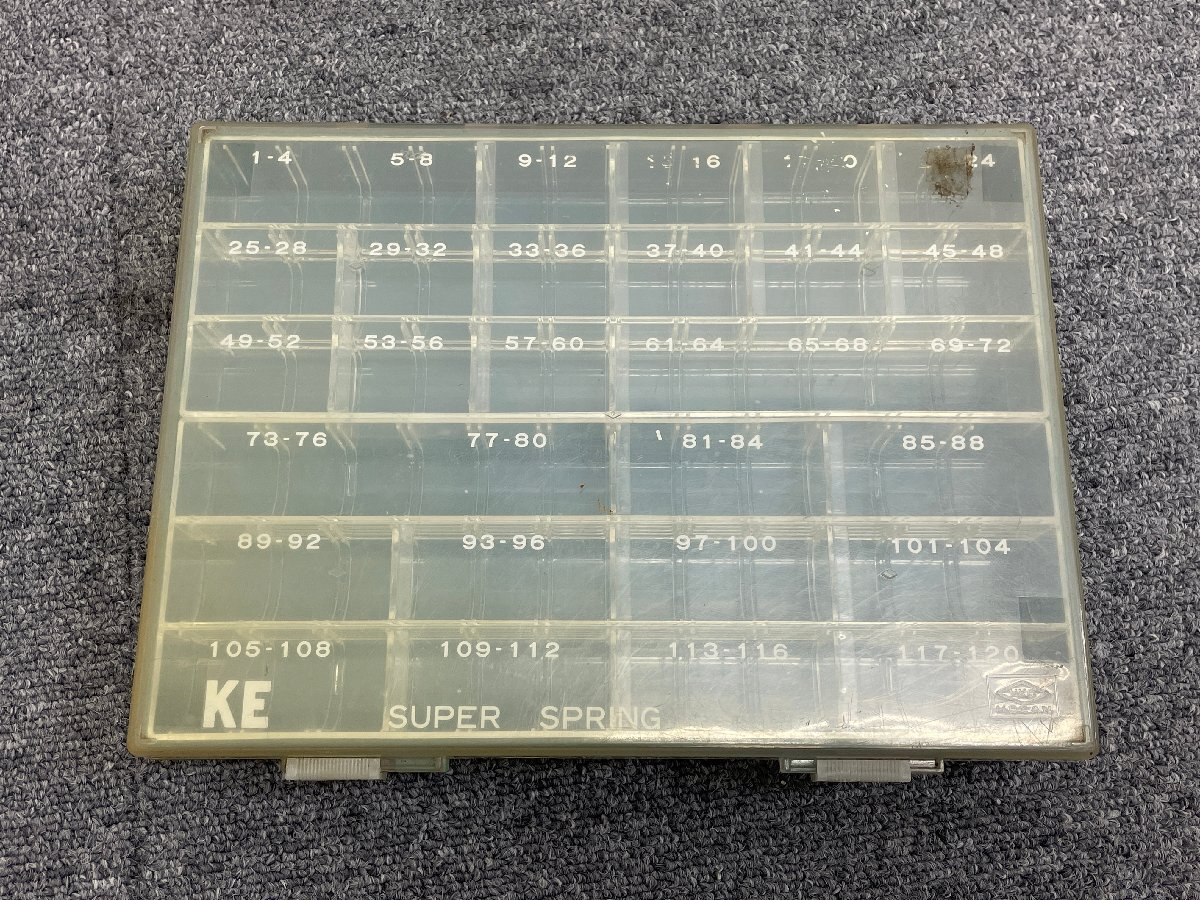 1-4 5-8 9-12 16 0 24
25-28 29-32 33-36 37-40 41-44 45-48
49-52 53-56 57-60 61-64 65-68 69-72
73-76 77-80 81-84 85-88
89-92 93-96 97-100 101-104
105-108 109-112 113-116 117-120
KE SUPER SPRING